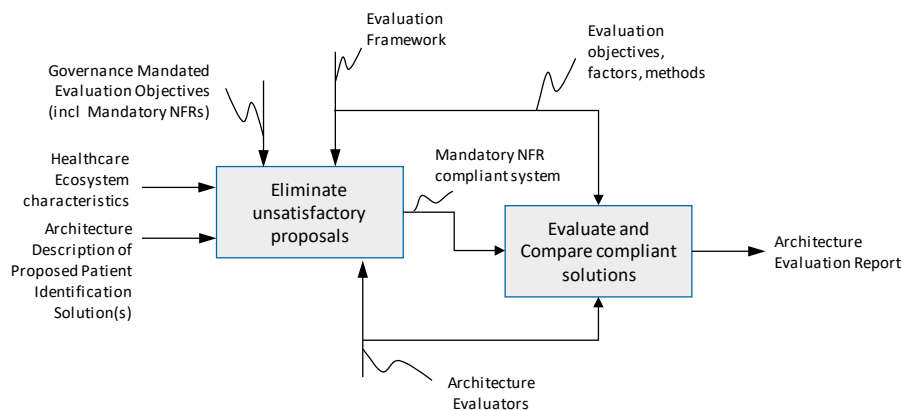 Evaluation
Framework
Evaluation
objectives,
factors, methods
Governance Mandated
Evaluation Objectives
(incl Mandatory NFRs)
Healthcare
Ecosystem
characteristics
Architecture
Description of
Proposed Patient
Identification
Solution(s)
Eliminate
unsatisfactory
proposals
Mandatory NFR
compliant system
Evaluate and
Compare compliant
solutions
Architecture
Evaluation Report
Architecture
Evaluators